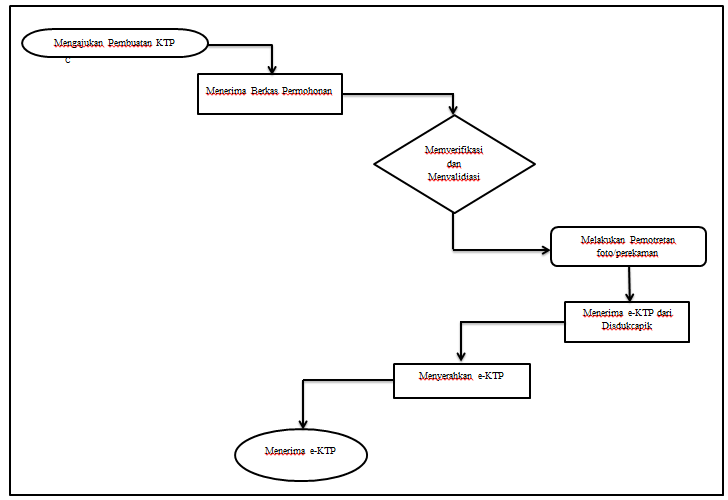 Mengajukan Pembuatan KTP
C
Menerima Berkas Permohonan
Memverifikasi
dan
Menvalidiasi
Melakukan Pemotretan
foto/perekaman
Menerima e-KTP dari
Disdukcapik
Menyerahkan e-KTP
Menerima e-KTP